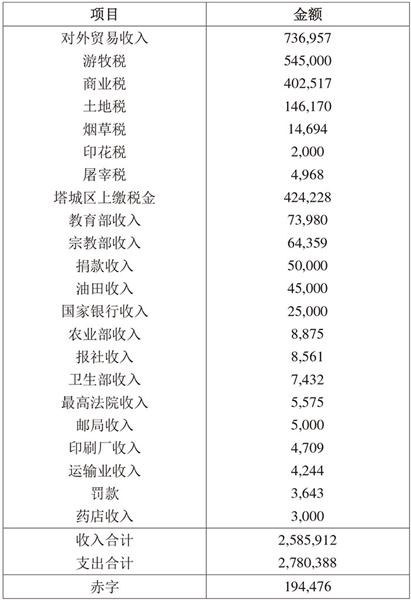 项目 金额
对外贸易收入 736,957
游牧税 545,000
商业税 402,517
土地税 146,170
烟草税 14,694
印花税 2,000
屠宰税 4,968
塔城区上缴税金 424,228
教育部收入 73,980
宗教部收入 64,359
捐款收入 50,000
油田收入 45,000
国家银行收入 25,000
农业部收入 8,875
报社收入 8,561
卫生部收入 7,432
最高法院收入 5,575
邮局收入 5,000
印刷厂收入 4,709
运输业收入 4,244
罚款 3,643
药店收入 3,000
收入合计 2,585,912
支出合计 2,780,388
赤字 194,476